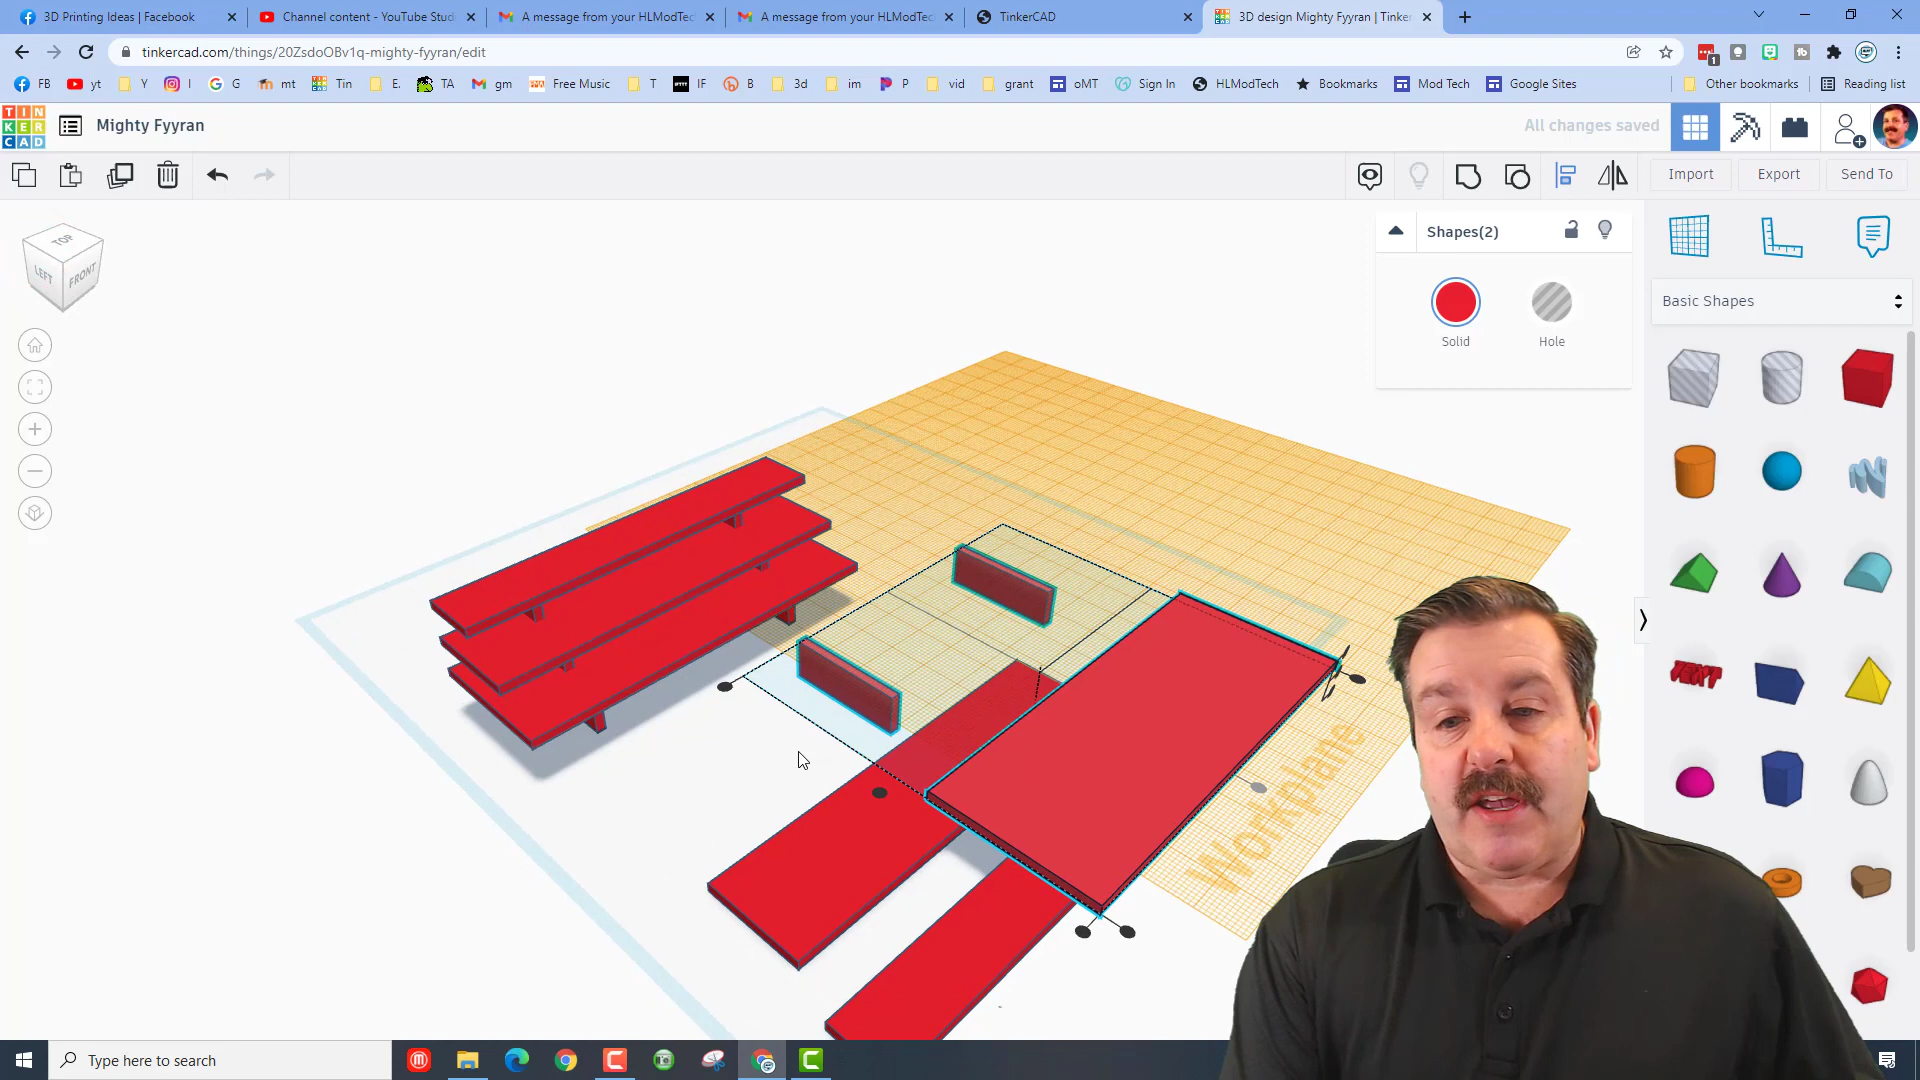 3D Printing Ideas | Facebook
Channel content - YouTube Stud
A message from your HLModTec
A message from your HLModTec
TinkerCAD
3D design Mighty Fyyran | Tinker
tinkercad.com/things/20ZsdoOBv1q-mighty-fyyran/edit
1
FB
yt
Y
I
G
mt
Tin
E.
TA
gm
Free Music
T
IF
B
3d
im
P
vid
grant
oMT
Sign In
HLModTech
Bookmarks
Mod Tech
Google Sites
Other bookmarks
Reading list
TIN
KER
CAD
Mighty Fyyran
All changes saved
Import
Export
Send To
TOP
LEFT
FRONT
Shapes(2)
Solid
Hole
Basic Shapes
Workplane
TEXT
Type here to search